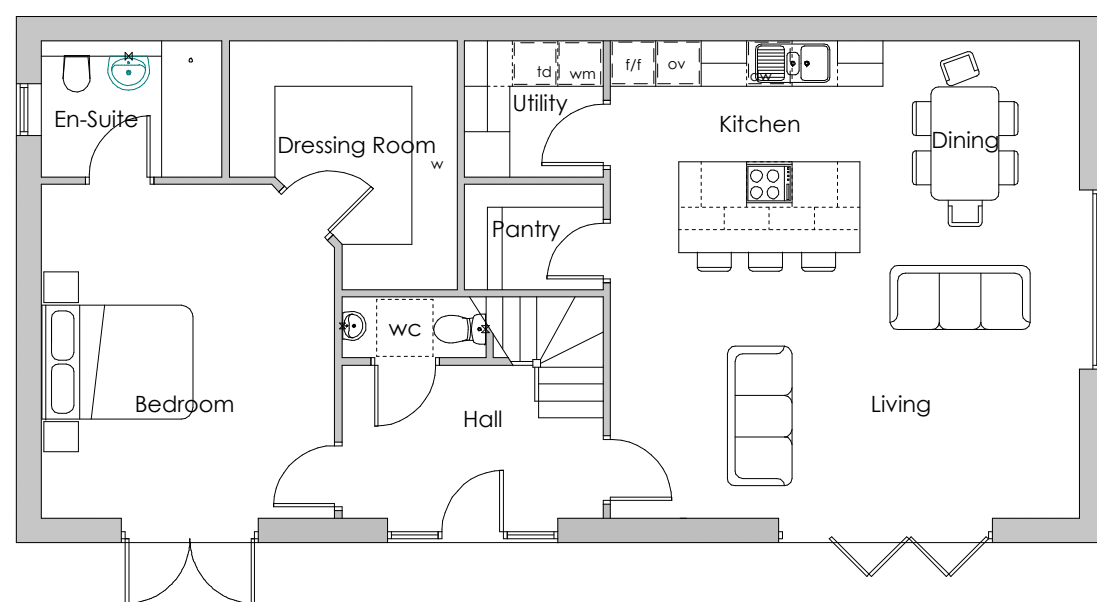 td
wm
f/f
ov
dw
En-Suite
Utility
Kitchen
Dining
Dressing Room
w
Pantry
wc
Bedroom
Hall
Living